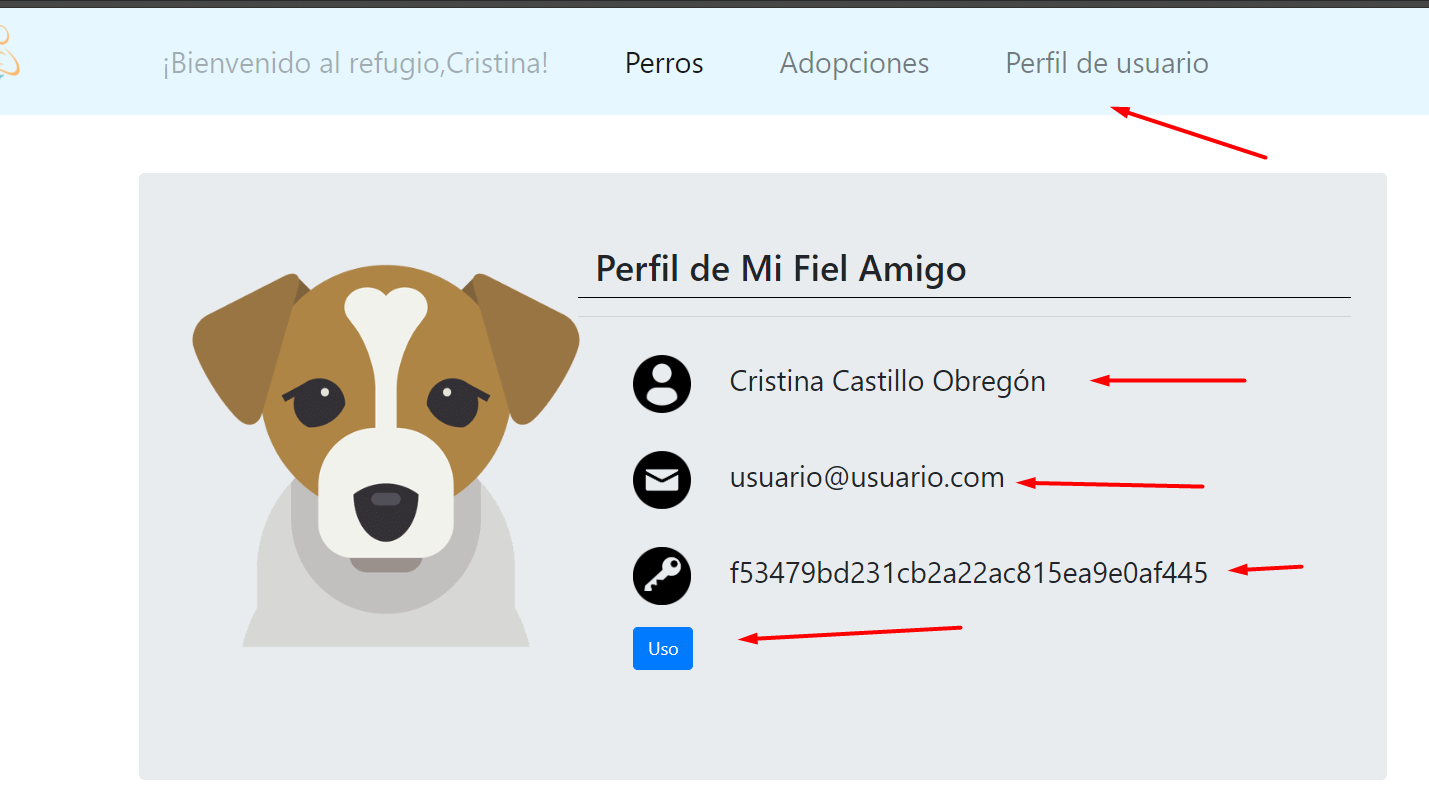 ¡Bienvenido al refugio,Cristina! Perros Adopciones Perfil de usuario
Perfil de Mi Fiel Amigo
Cristina Castillo Obregón
usuario@usuario.com
f53479bd231cb2a22ac815ea9e0af445
Uso